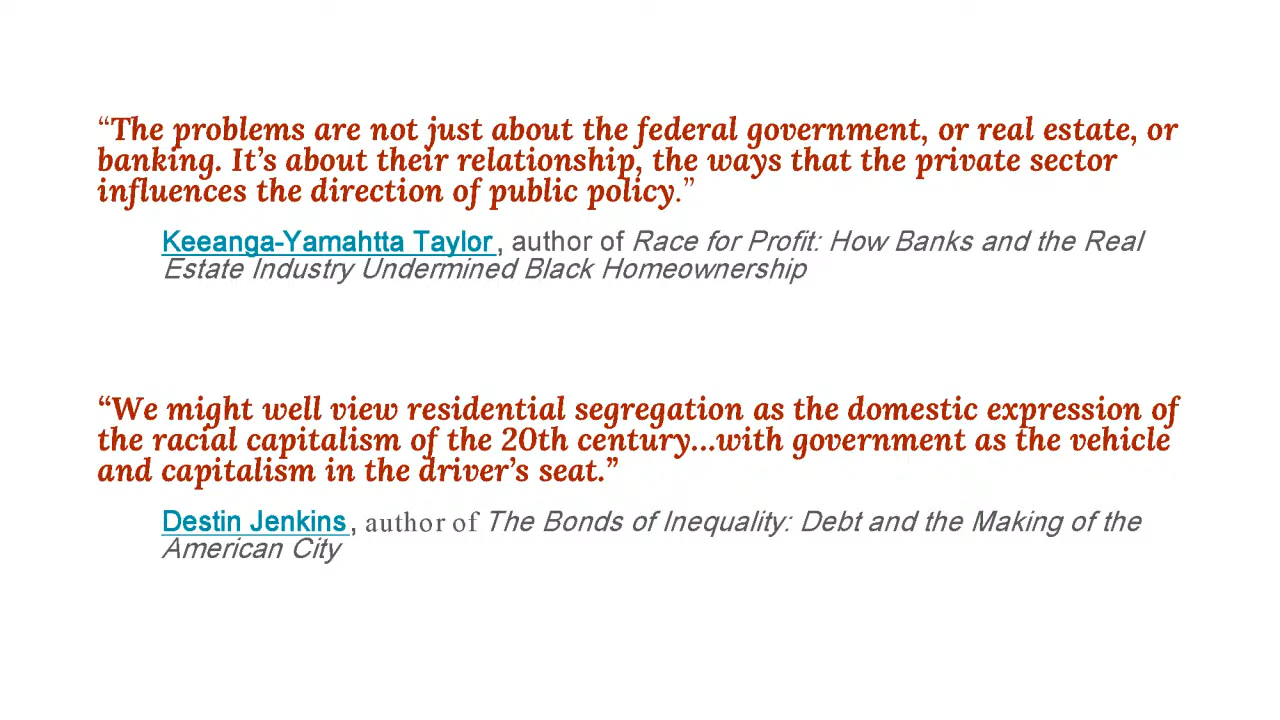 “The problems are not just about the federal government, or real estate, or
banking. It’s about their relationship, the ways that the private sector
influences the direction of public policy.”
Keeanga-Yamahtta Taylor, author of Race for Profit: How Banks and the Real
Estate Industry Undermined Black Homeownership
“We might well view residential segregation as the domestic expression of
the racial capitalism of the 20th century…with government as the vehicle
and capitalism in the driver’s seat.”
Destin Jenkins, author of The Bonds of Inequality: Debt and the Making of the
American City